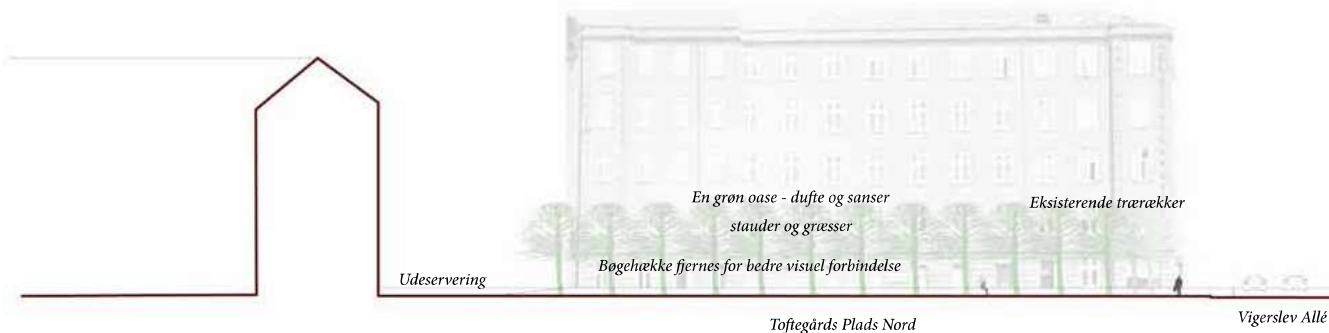 En grøn oase - dufte og sanser
stauder og græsser
Eksisterende trærækker
Bøgehække fjernes for bedre visuel forbindelse
Udeservering
Toftegårds Plads Nord
Vigerslev Allé